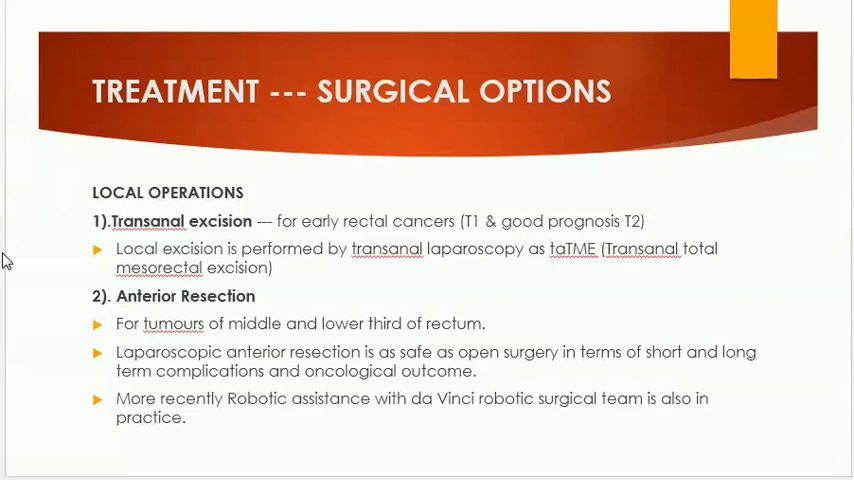 TREATMENT --- SURGICAL OPTIONS
LOCAL OPERATIONS
1).Transanal excision --- for early rectal cancers (T1 & good prognosis T2)
Local excision is performed by transanal laparoscopy as taTME (Transanal total
mesorectal excision)
2). Anterior Resection
For tumours of middle and lower third of rectum.
Laparoscopic anterior resection is as safe as open surgery in terms of short and long
term complications and oncological outcome.
More recently Robotic assistance with da Vinci robotic surgical team is also in
practice.